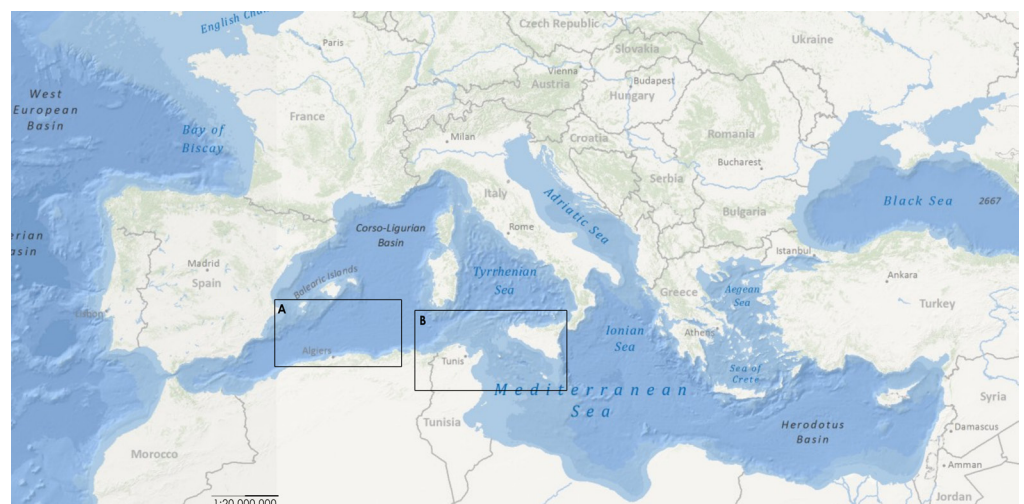 English Chan
Czech Republic
Ukraine
Paris
Slovakia
Vienna
Budapest
West
European
Basin
Austria
Hungary
France
Bay of
Biscay
Milan
Croatia
Romania
Bucharest
Serbia
Italy
Black Sea
2667
Corso-Ligurian
Basin
Adriatic Sea
Bulgaria
erian
asin
Rome
Istanbul
Madrid
Spain
Balearic Islands
Tyrrhenian
Sea
Ankara
Aegean
Sea
Greece
Turkey
A
B
Lisbon
Ionian
Sea
Athens
Algiers
Tunis
Sea of
Crete
Mediterranean
Sea
Syria
Tunisia
Herodotus
Basin
Damascus
Morocco
Amman
Jordan
1:20 000 000